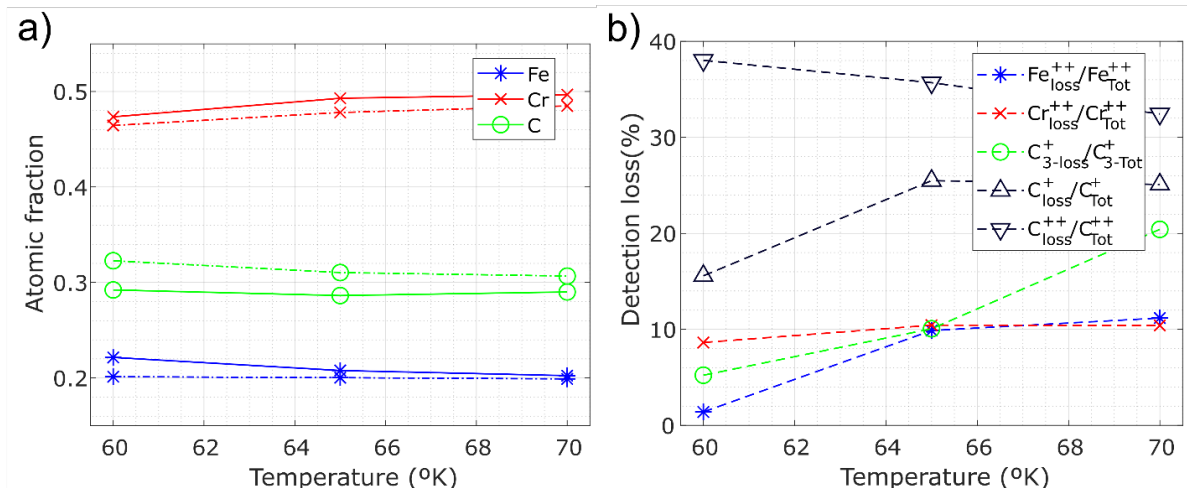 a)
0.5
0.4
0.3
0.2
Atomic fraction
Fe
Cr
C
60 62 64 66 68 70
Temperature (ºK)
b)
40
30
20
10
0
Detection loss(%)
Fe++loss/Fe++Tot
Cr++loss/Cr++Tot
C+3-loss/C+3-Tot
C+loss/C+Tot
C++loss/C++Tot
60 62 64 66 68 70
Temperature (ºK)